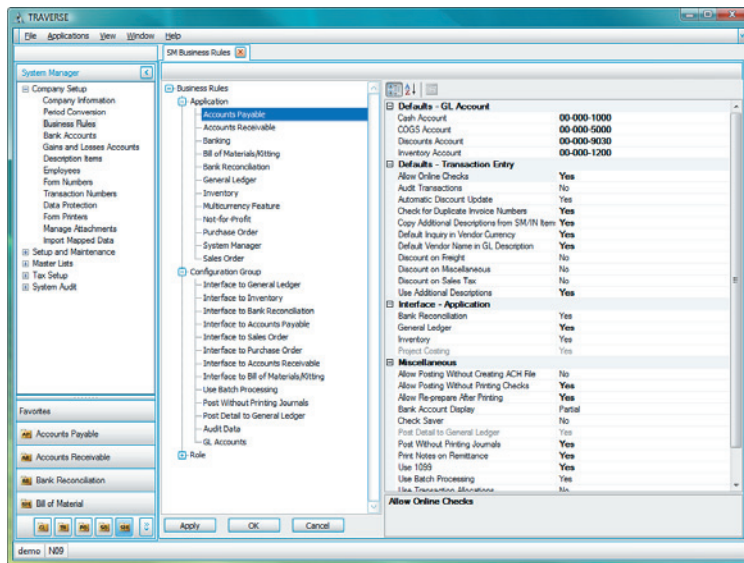 TRAVERSE
File Applications View Window Help
SM Business Rules
System Manager
Company Setup
Company Information
Period Conversion
Business Rules
Bank Accounts
Gains and Losses Accounts
Description Items
Employees
Form Numbers
Transaction Numbers
Data Protection
Form Printers
Manage Attachments
Import Mapped Data
Setup and Maintenance
Master Lists
Tax Setup
System Audit
Favorites
Accounts Payable
Accounts Receivable
Bank Reconciliation
Bill of Material
demo N09
Business Rules
Application
Accounts Payable
Accounts Receivable
Banking
Bill of Materials/Kitting
Bank Reconciliation
General Ledger
Inventory
Multicurrency Feature
Not-for-Profit
Purchase Order
System Manager
Sales Order
Configuration Group
Interface to General Ledger
Interface to Inventory
Interface to Bank Reconciliation
Interface to Accounts Payable
Interface to Sales Order
Interface to Purchase Order
Interface to Accounts Receivable
Interface to Bill of Materials/Kitting
Use Batch Processing
Post Without Printing Journals
Post Detail to General Ledger
Audit Data
GL Accounts
Role
Apply OK Cancel
Defaults - GL Account
Cash Account 00-000-1000
COGS Account 00-000-5000
Discounts Account 00-000-9030
Inventory Account 00-000-1200
Defaults - Transaction Entry
Allow Online Checks Yes
Audit Transactions No
Automatic Discount Update Yes
Check for Duplicate Invoice Numbers Yes
Copy Additional Descriptions from SM/IN Item Yes
Default Inquiry in Vendor Currency Yes
Default Vendor Name in GL Description Yes
Discount on Freight No
Discount on Miscellaneous No
Discount on Sales Tax No
Use Additional Descriptions Yes
Interface - Application
Bank Reconciliation Yes
General Ledger Yes
Inventory Yes
Project Costing Yes
Miscellaneous
Allow Posting Without Creating ACH File No
Allow Posting Without Printing Checks Yes
Allow Re-prepare After Printing Yes
Bank Account Display Partial
Check Saver No
Post Detail to General Ledger Yes
Post Without Printing Journals Yes
Print Notes on Remittance Yes
Use 1099 Yes
Use Batch Processing Yes
Use Transaction Allocations No
Allow Online Checks